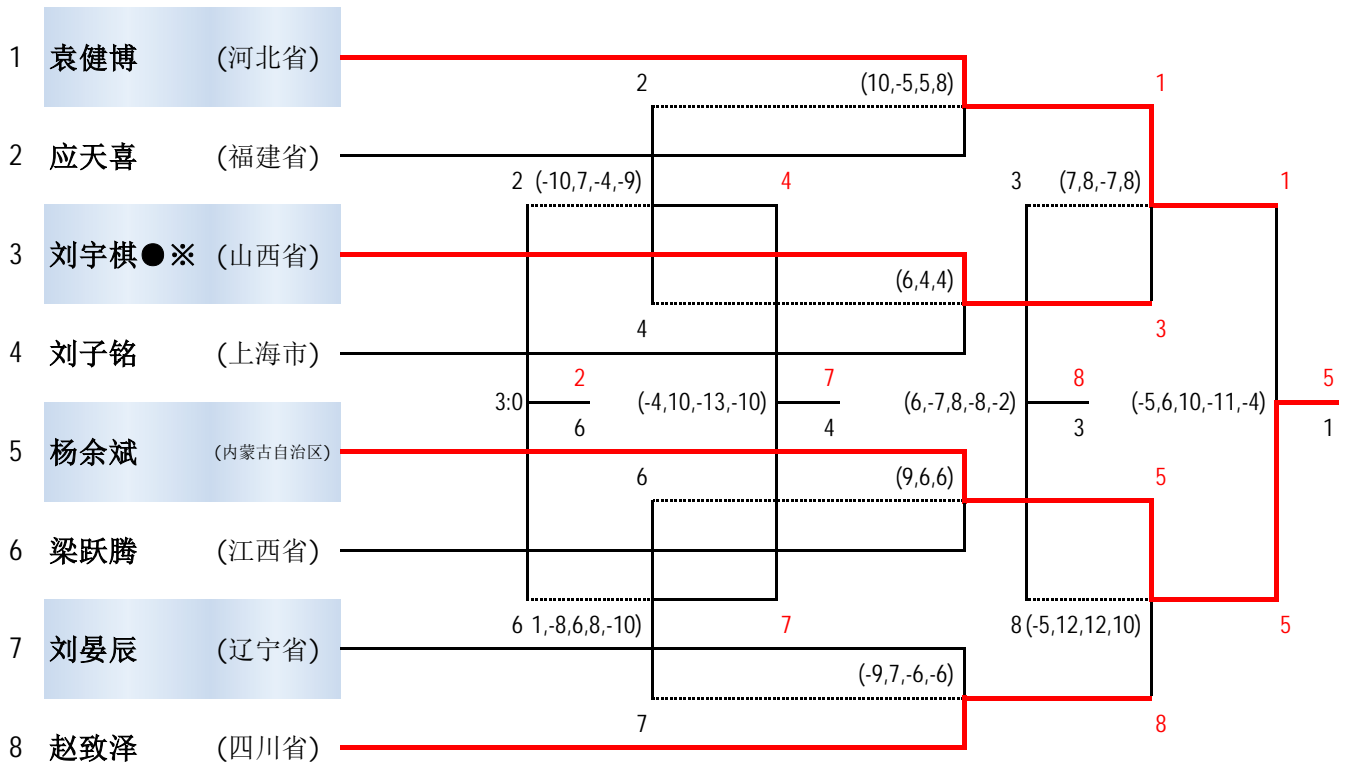 1 袁健博 (河北省)
2 (10,-5,5,8) 1
2 应天喜 (福建省)
2 (-10,7,-4,-9) 4 3 (7,8,-7,8) 1
3 刘宇棋●※ (山西省)
(6,4,4)
4 3
4 刘子铭 (上海市)
2 7 8 5
3:0 (-4,10,-13,-10) (6,-7,8,-8,-2) (-5,6,10,-11,-4)
6 4 3 1
5 杨余斌 (内蒙古自治区)
6 (9,6,6) 5
6 梁跃腾 (江西省)
6 1,-8,6,8,-10) 7 8 (-5,12,12,10) 5
7 刘晏辰 (辽宁省)
(-9,7,-6,-6)
7 8
8 赵致泽 (四川省)